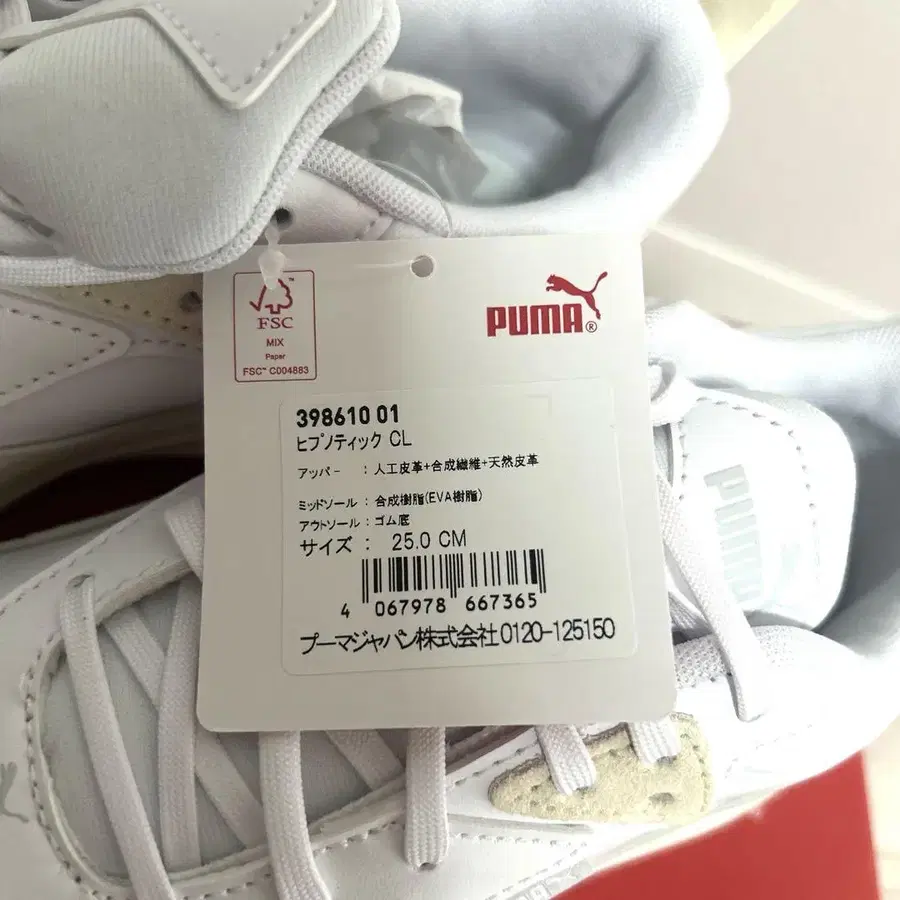 FSC
MIX
Paper
FSC™ C004883
PUMA®
398610 01
ヒプノティック CL
アッパー : 人工皮革+合成繊維+天然皮革
ミッドソール : 合成樹脂(EVA樹脂)
アウトソール : ゴム底
サイズ : 25.0 CM
4 067978 667365
プーマジャパン株式会社0120-125150
PUMA